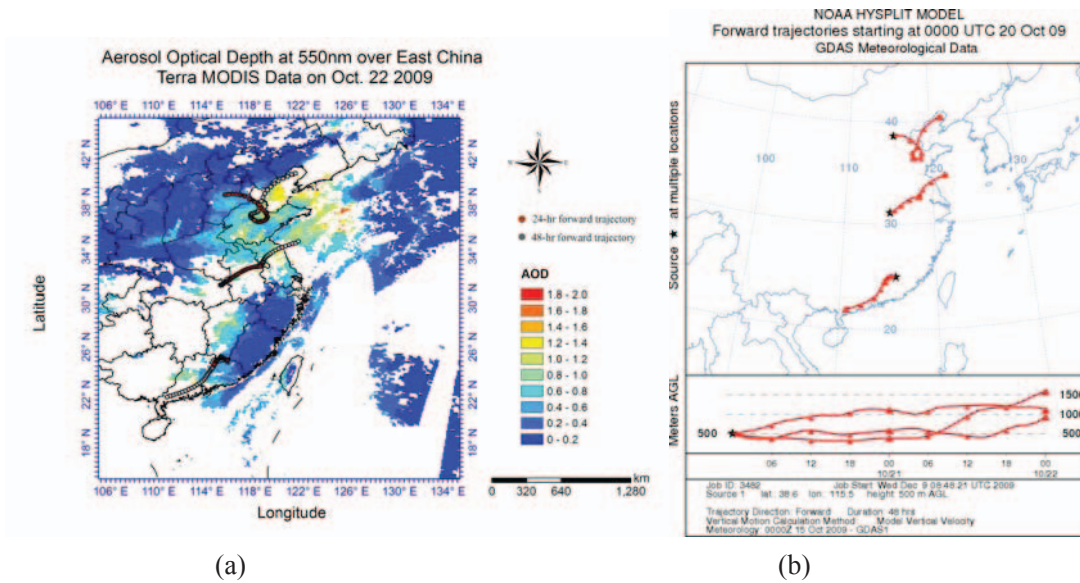 Aerosol Optical Depth at 550nm over East China
Terra MODIS Data on Oct. 22 2009
106° E 110° E 114° E 118° E 122° E 126° E 130° E 134° E
42° N
38° N
34° N
30° N
26° N
22° N
18° N
Latitude
106° E 110° E 114° E 118° E 122° E 126° E 130° E 134° E
Longitude
24-hr forward trajectory
48-hr forward trajectory
AOD
1.8 - 2.0
1.6 - 1.8
1.4 - 1.6
1.2 - 1.4
1.0 - 1.2
0.8 - 1.0
0.6 - 0.8
0.4 - 0.6
0.2 - 0.4
0 - 0.2
km
0 320 640 1,280
(a)
NOAA HYSPLIT MODEL
Forward trajectories starting at 0000 UTC 20 Oct 09
GDAS Meteorological Data
Source ★ at multiple locations
40
100
110
120
130
30
20
Meters AGL
500
1500
1000
500
06 12 18 00 06 12 18 00
10/21 10/22
Job ID: 3482 Job Start: Wed Dec 9 08:48:21 UTC 2009
Source 1 lat.: 38.6 lon.: 115.5 height: 500 m AGL
Trajectory Direction: Forward Duration: 48 hrs
Vertical Motion Calculation Method: Model Vertical Velocity
Meteorology: 0000Z 15 Oct 2009 - GDAS1
(b)